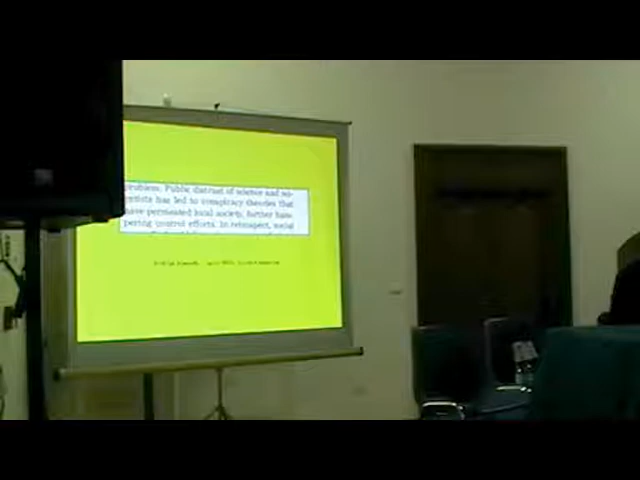 problem. Public distrust of science and sci-
entists has led to conspiracy theories that
have permeated local society, further ham-
pering control efforts. In retrospect, social